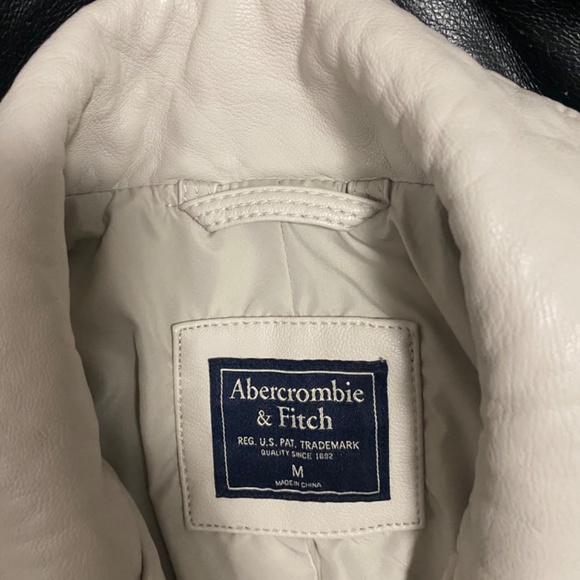 Abercrombie
& Fitch
REG. U.S. PAT. TRADEMARK
QUALITY SINCE 1892
M
MADE IN CHINA